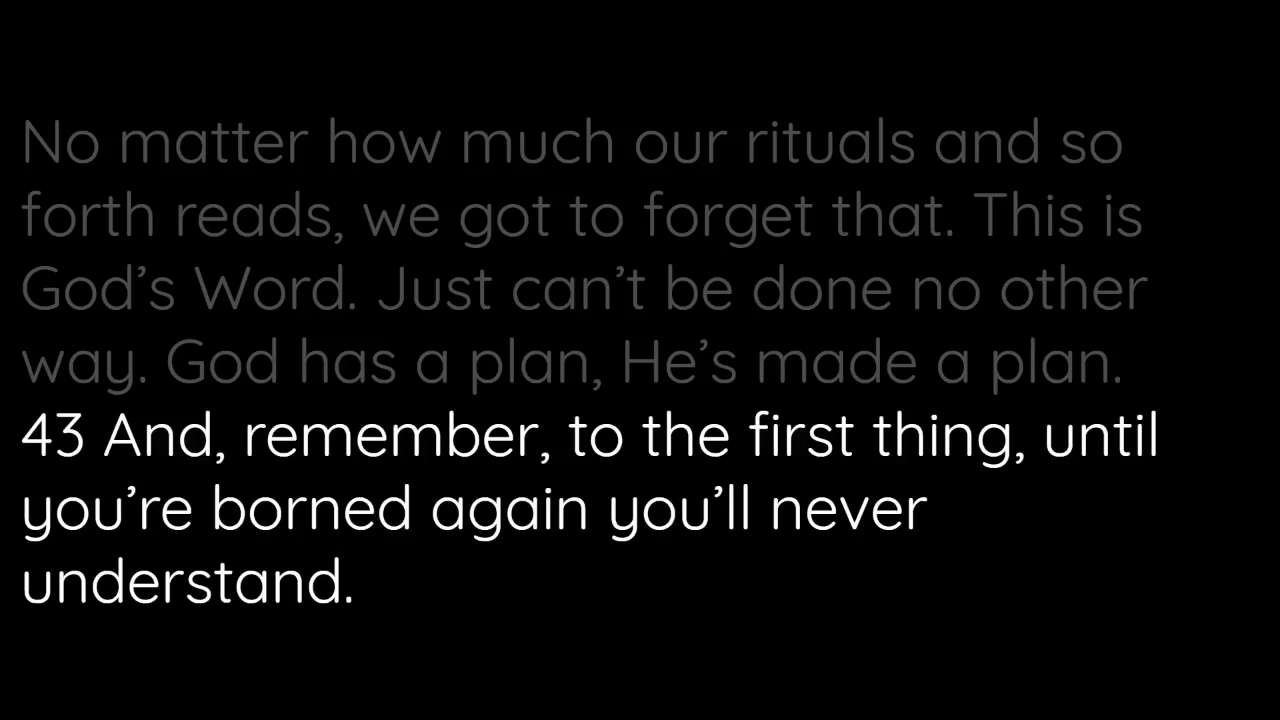 No matter how much our rituals and so
forth reads, we got to forget that. This is
God’s Word. Just can’t be done no other
way. God has a plan, He’s made a plan.
43 And, remember, to the first thing, until
you’re borned again you’ll never
understand.